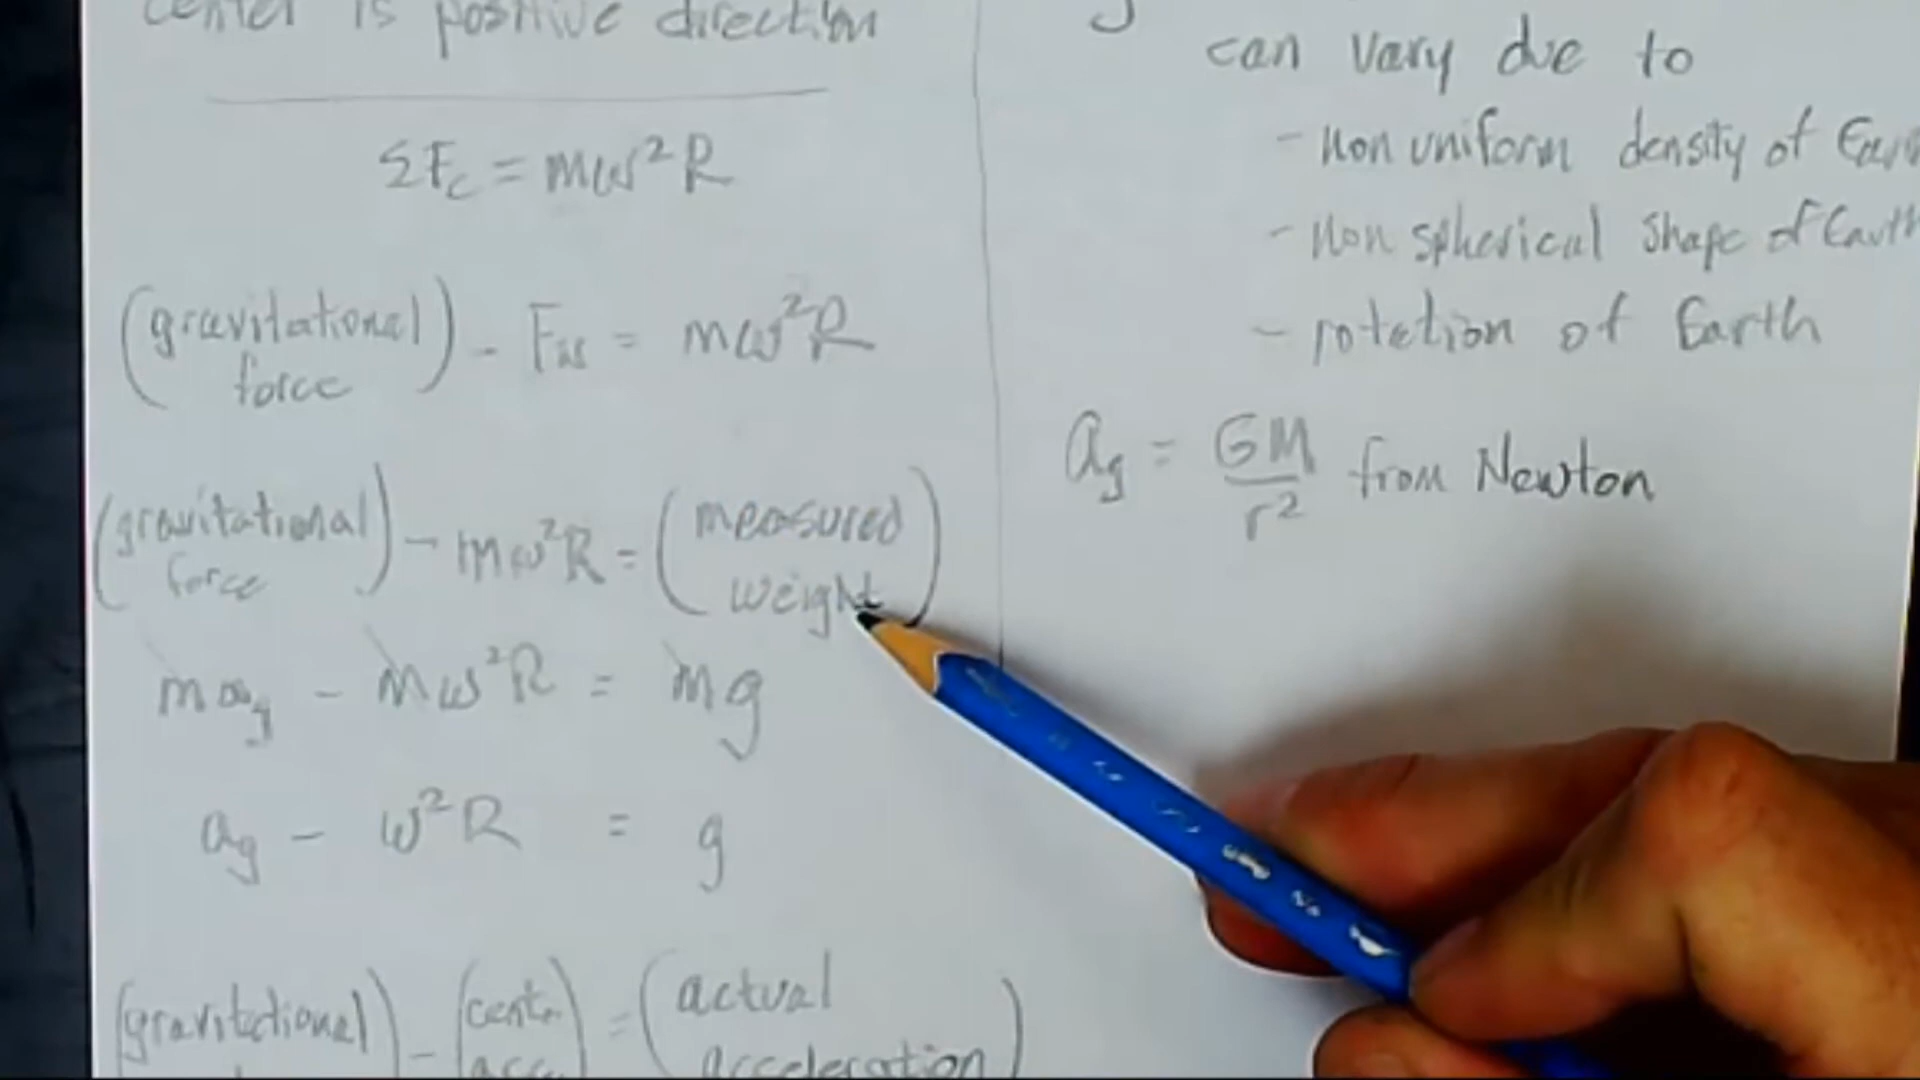 center is positive direction
ΣF_c = mω²R
(gravitational force) - F_N = mω²R
(gravitational force) - mω²R = (measured weight)
m a_g - mω²R = mg
a_g - ω²R = g
(gravitational) - (centr. acc.) = (actual acceleration)
can vary due to
- non uniform density of Ear
- non spherical shape of Earth
- rotation of Earth
a_g = GM/r² from Newton